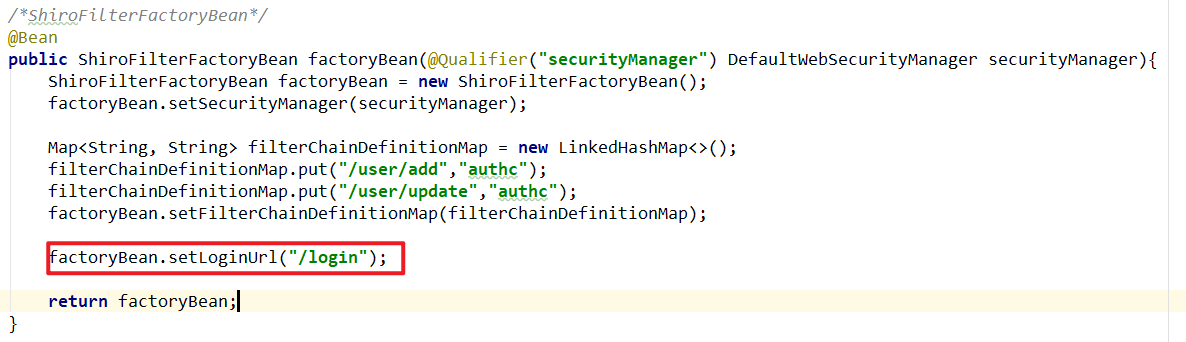 /*ShiroFilterFactoryBean*/
@Bean
public ShiroFilterFactoryBean factoryBean(@Qualifier("securityManager") DefaultWebSecurityManager securityManager){
    ShiroFilterFactoryBean factoryBean = new ShiroFilterFactoryBean();
    factoryBean.setSecurityManager(securityManager);
    Map<String, String> filterChainDefinitionMap = new LinkedHashMap<>();
    filterChainDefinitionMap.put("/user/add","authc");
    filterChainDefinitionMap.put("/user/update","authc");
    factoryBean.setFilterChainDefinitionMap(filterChainDefinitionMap);
    factoryBean.setLoginUrl("/login");
    return factoryBean;
}